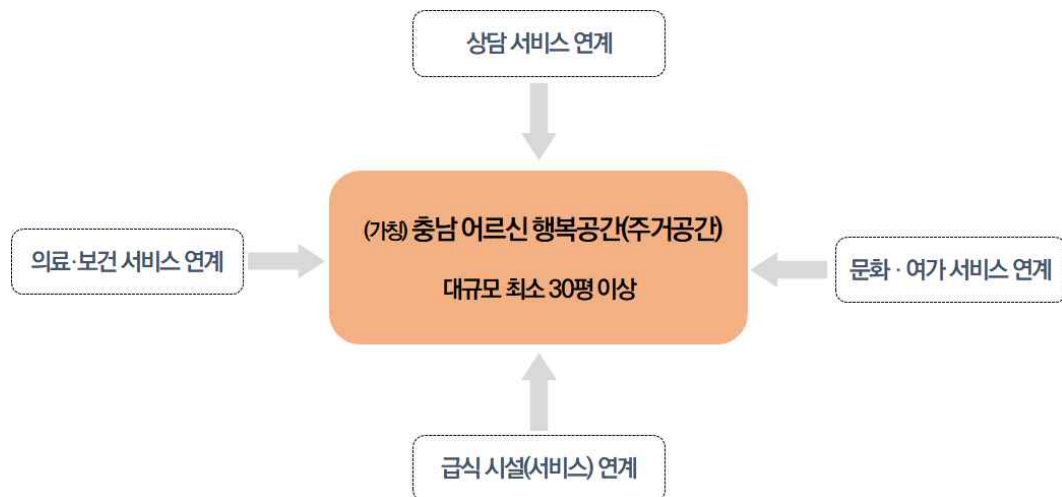 상담 서비스 연계
(가칭) 충남 어르신 행복공간(주거공간)
대규모 최소 30평 이상
의료·보건 서비스 연계
문화 · 여가 서비스 연계
급식 시설(서비스) 연계